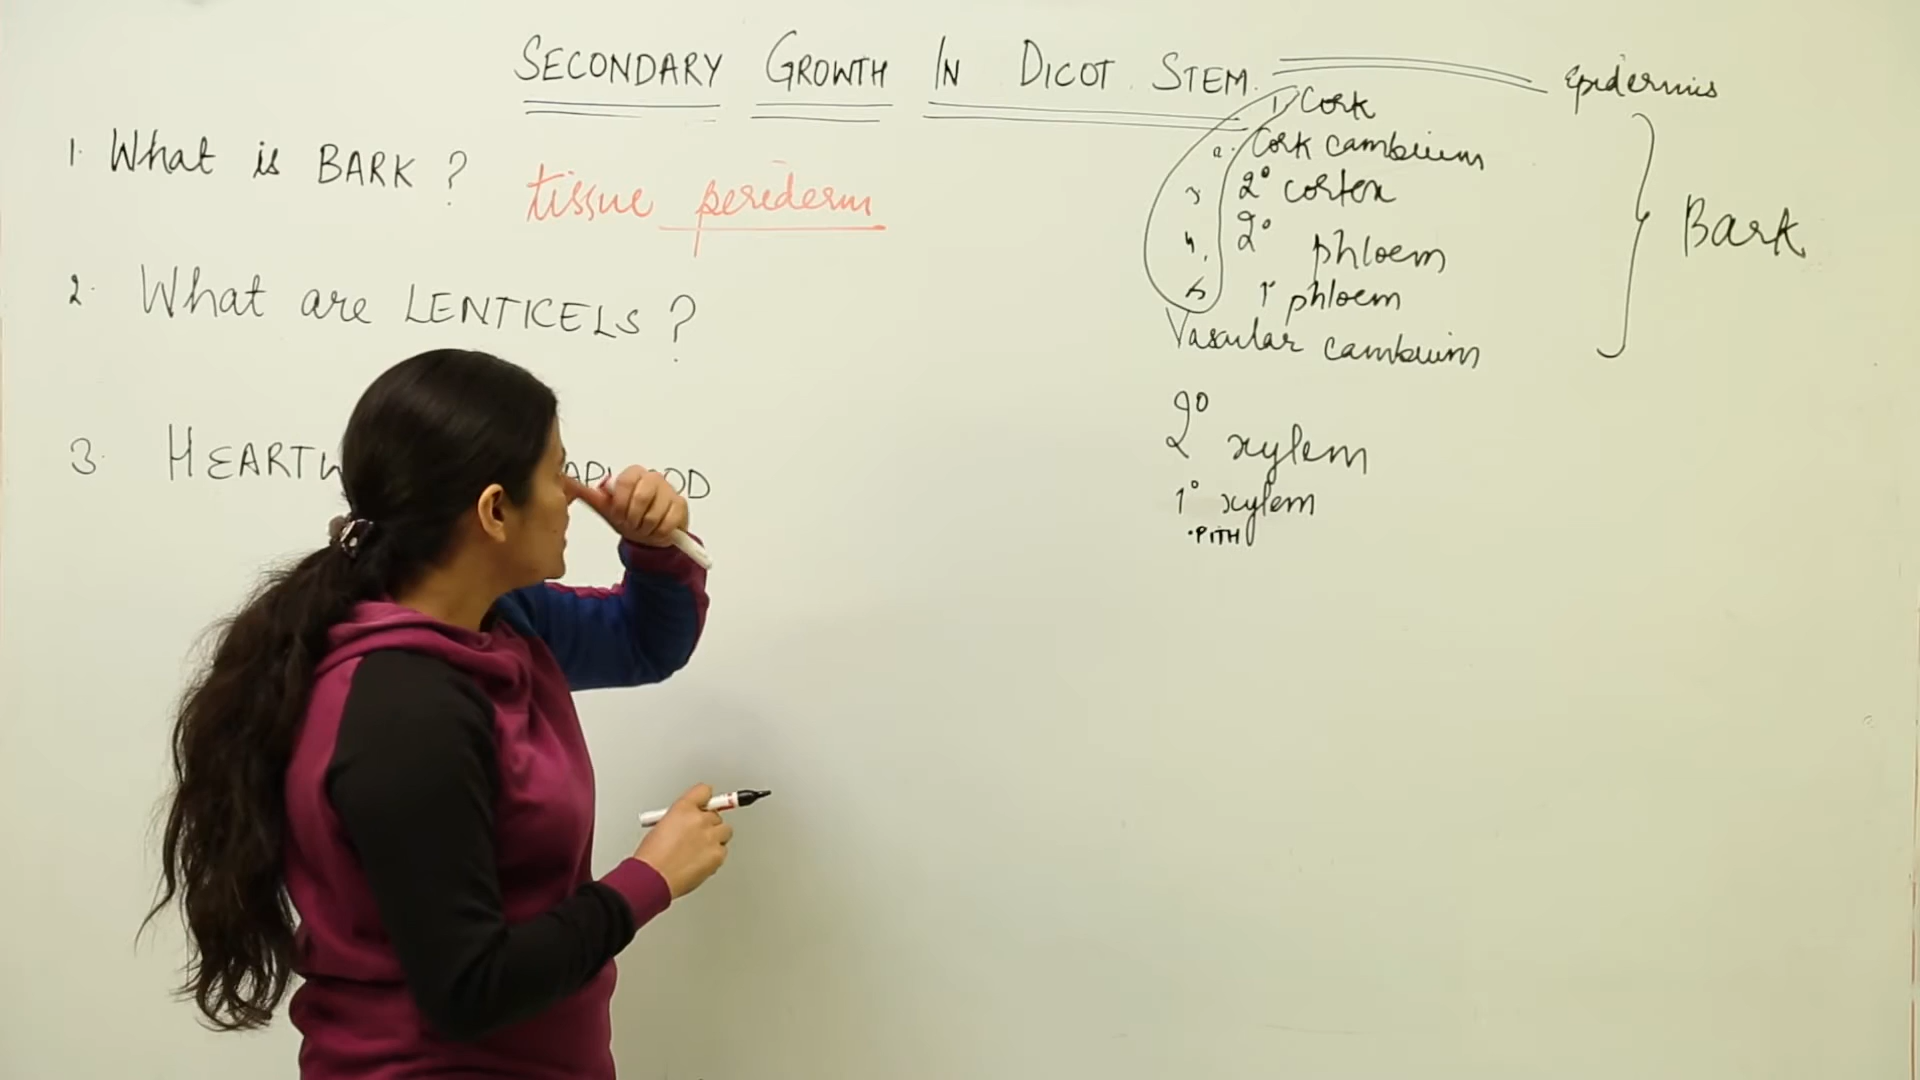 SECONDARY GROWTH IN DICOT STEM.
Epidermis
1. What is BARK ?
tissue periderm
2. What are LENTICELS ?
3. HEARTW
OD
1. Cork
2. Cork cambium
3 2° cortex
4. 2° phloem
5 1° phloem
Vascular cambium
2° xylem
1° xylem
•PITH
Bark